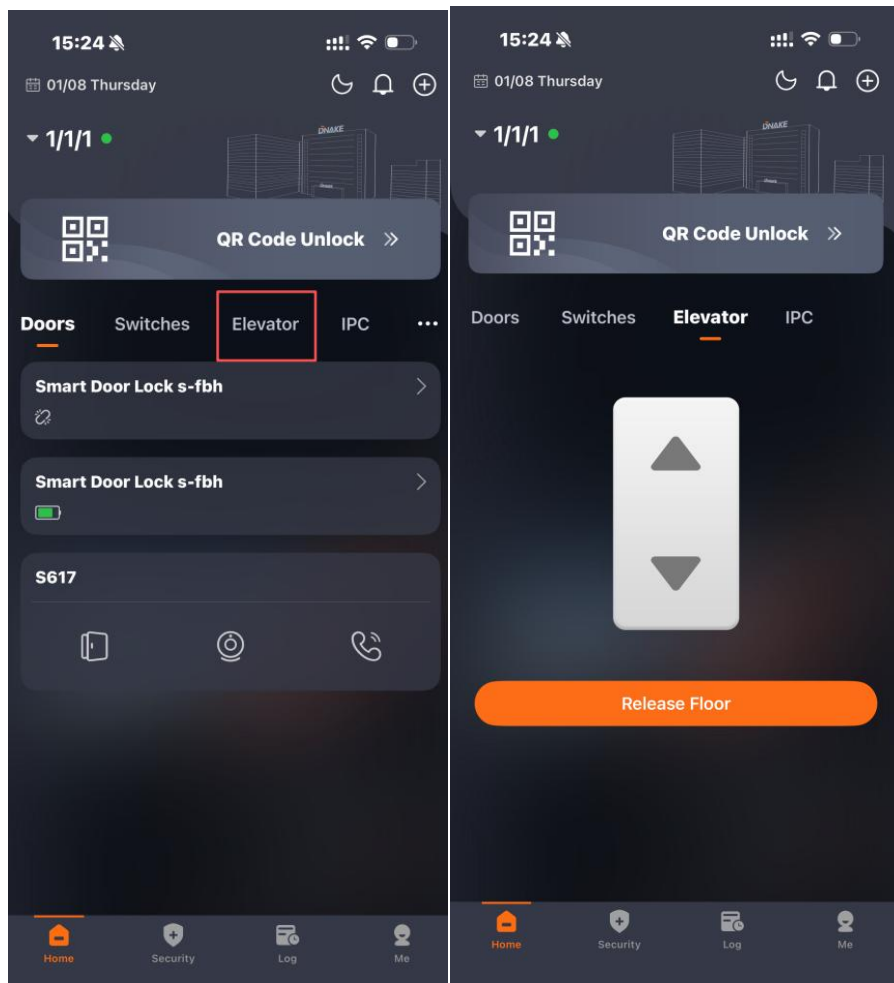 15:24
01/08 Thursday
1/1/1
DNAKE
QR Code Unlock
Doors Switches Elevator IPC
Smart Door Lock s-fbh
Smart Door Lock s-fbh
S617
Home Security Log Me
15:24
01/08 Thursday
1/1/1
DNAKE
QR Code Unlock
Doors Switches Elevator IPC
Release Floor
Home Security Log Me